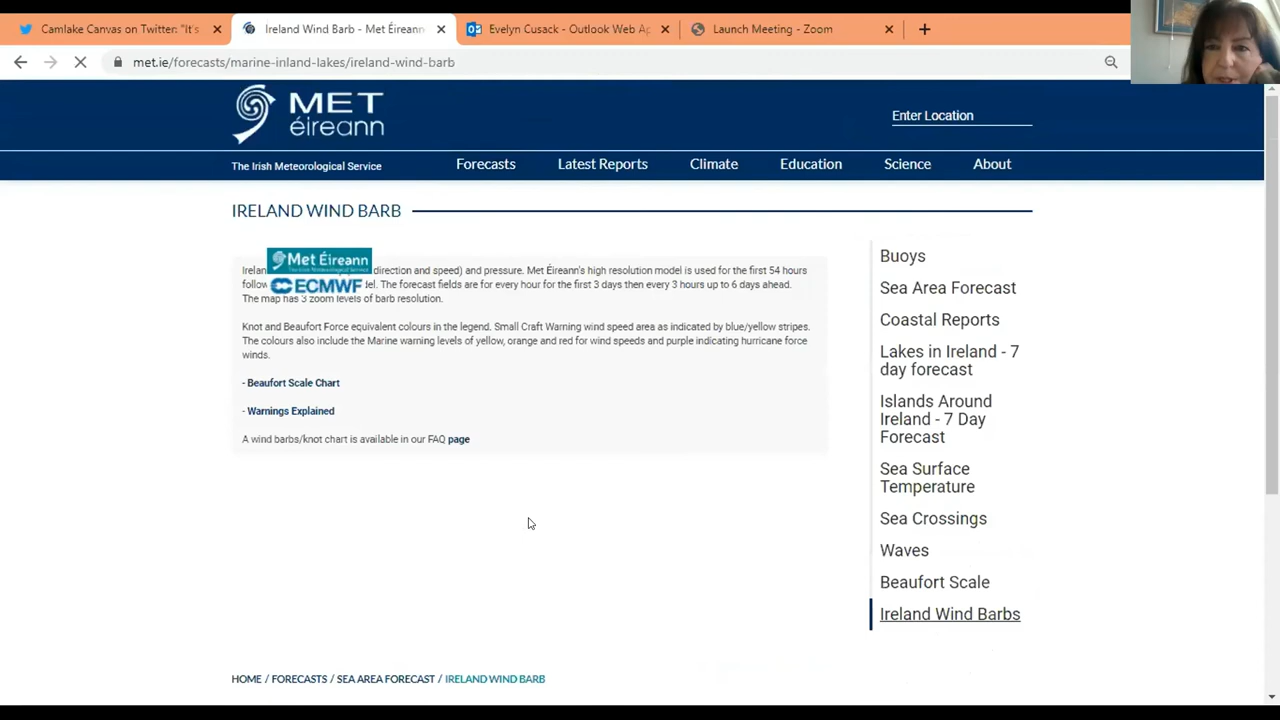 Camlake Canvas on Twitter: "It's
Ireland Wind Barb - Met Éireann
Evelyn Cusack - Outlook Web Ap
Launch Meeting - Zoom
met.ie/forecasts/marine-inland-lakes/ireland-wind-barb
MET
éireann
Enter Location
The Irish Meteorological Service
Forecasts
Latest Reports
Climate
Education
Science
About
IRELAND WIND BARB
Met Éireann
The Irish Meteorological Service
ECMWF
direction and speed) and pressure. Met Éireann's high resolution model is used for the first 54 hours
The forecast fields are for every hour for the first 3 days then every 3 hours up to 6 days ahead.
The map has 3 zoom levels of barb resolution.
Knot and Beaufort Force equivalent colours in the legend. Small Craft Warning wind speed area as indicated by blue/yellow stripes.
The colours also include the Marine warning levels of yellow, orange and red for wind speeds and purple indicating hurricane force
winds.
- Beaufort Scale Chart
- Warnings Explained
A wind barbs/knot chart is available in our FAQ page
Buoys
Sea Area Forecast
Coastal Reports
Lakes in Ireland - 7
day forecast
Islands Around
Ireland - 7 Day
Forecast
Sea Surface
Temperature
Sea Crossings
Waves
Beaufort Scale
Ireland Wind Barbs
HOME / FORECASTS / SEA AREA FORECAST / IRELAND WIND BARB